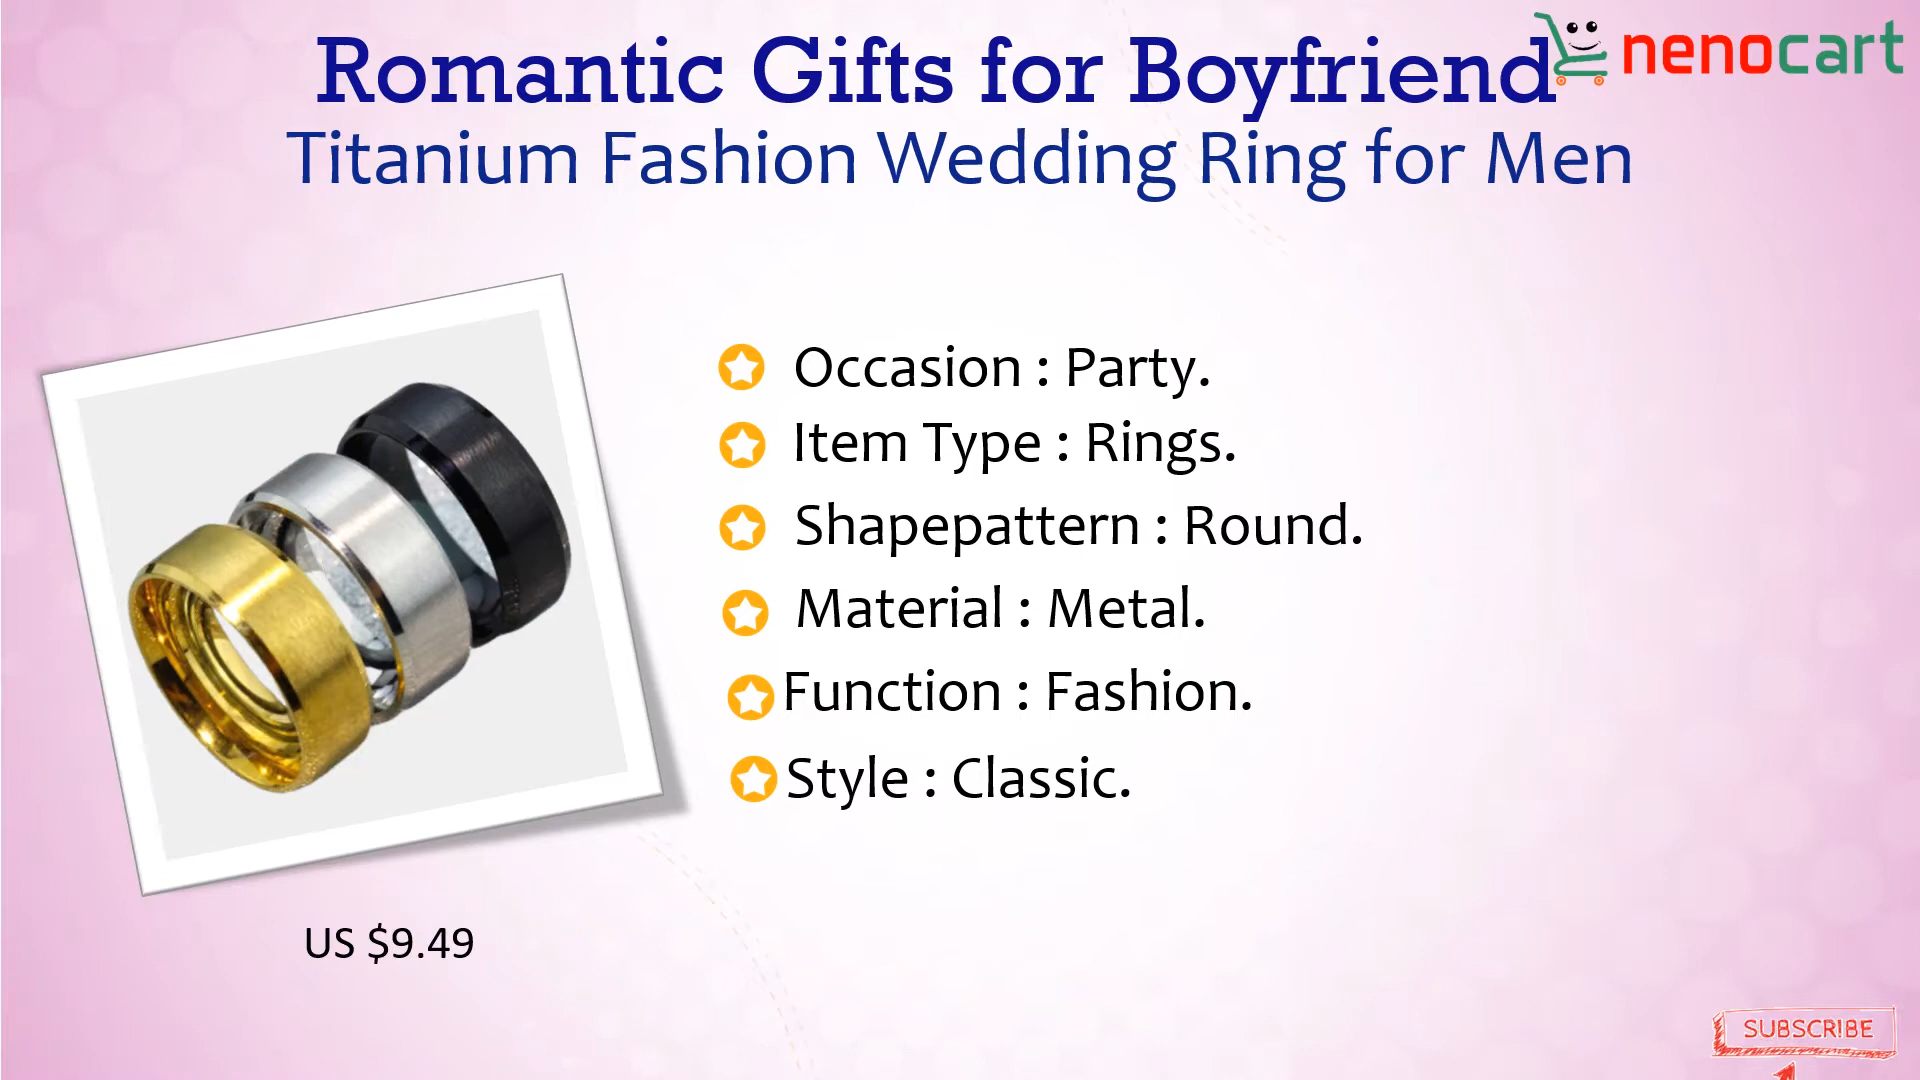 Romantic Gifts for Boyfriend
nenocart
Titanium Fashion Wedding Ring for Men
Occasion : Party.
Item Type : Rings.
Shapepattern : Round.
Material : Metal.
Function : Fashion.
Style : Classic.
US $9.49
SUBSCRIBE